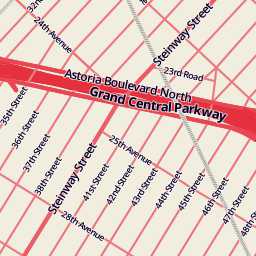 32nd
24th Avenue
Steinway Street
23rd Road
Astoria Boulevard North
Grand Central Parkway
35th Street
36th Street
37th Street
38th Street
Steinway Street
25th Avenue
41st Street
42nd Street
43rd Street
44th Street
45th Street
46th Street
47th Street
48th
28th Avenue